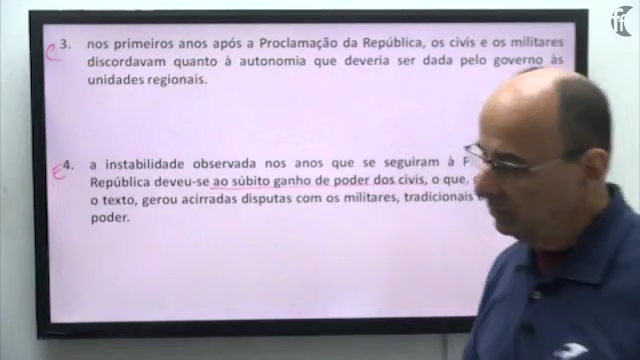 C 3. nos primeiros anos após a Proclamação da República, os civis e os militares
discordavam quanto à autonomia que deveria ser dada pelo governo às
unidades regionais.
E 4. a instabilidade observada nos anos que se seguiram à
República deveu-se ao súbito ganho de poder dos civis, o que,
o texto, gerou acirradas disputas com os militares, tradicionais
poder.